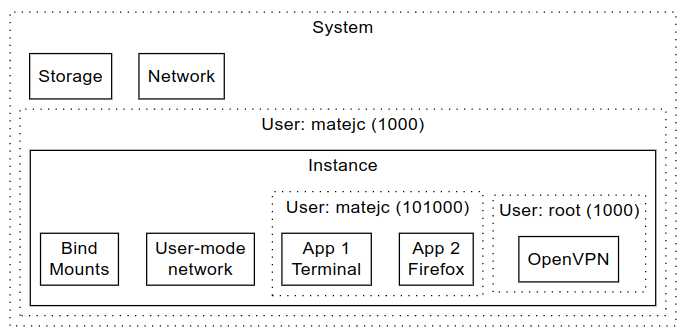 System
Storage
Network
User: matejc (1000)
Instance
User: matejc (101000)
User: root (1000)
Bind
Mounts
User-mode
network
App 1
Terminal
App 2
Firefox
OpenVPN